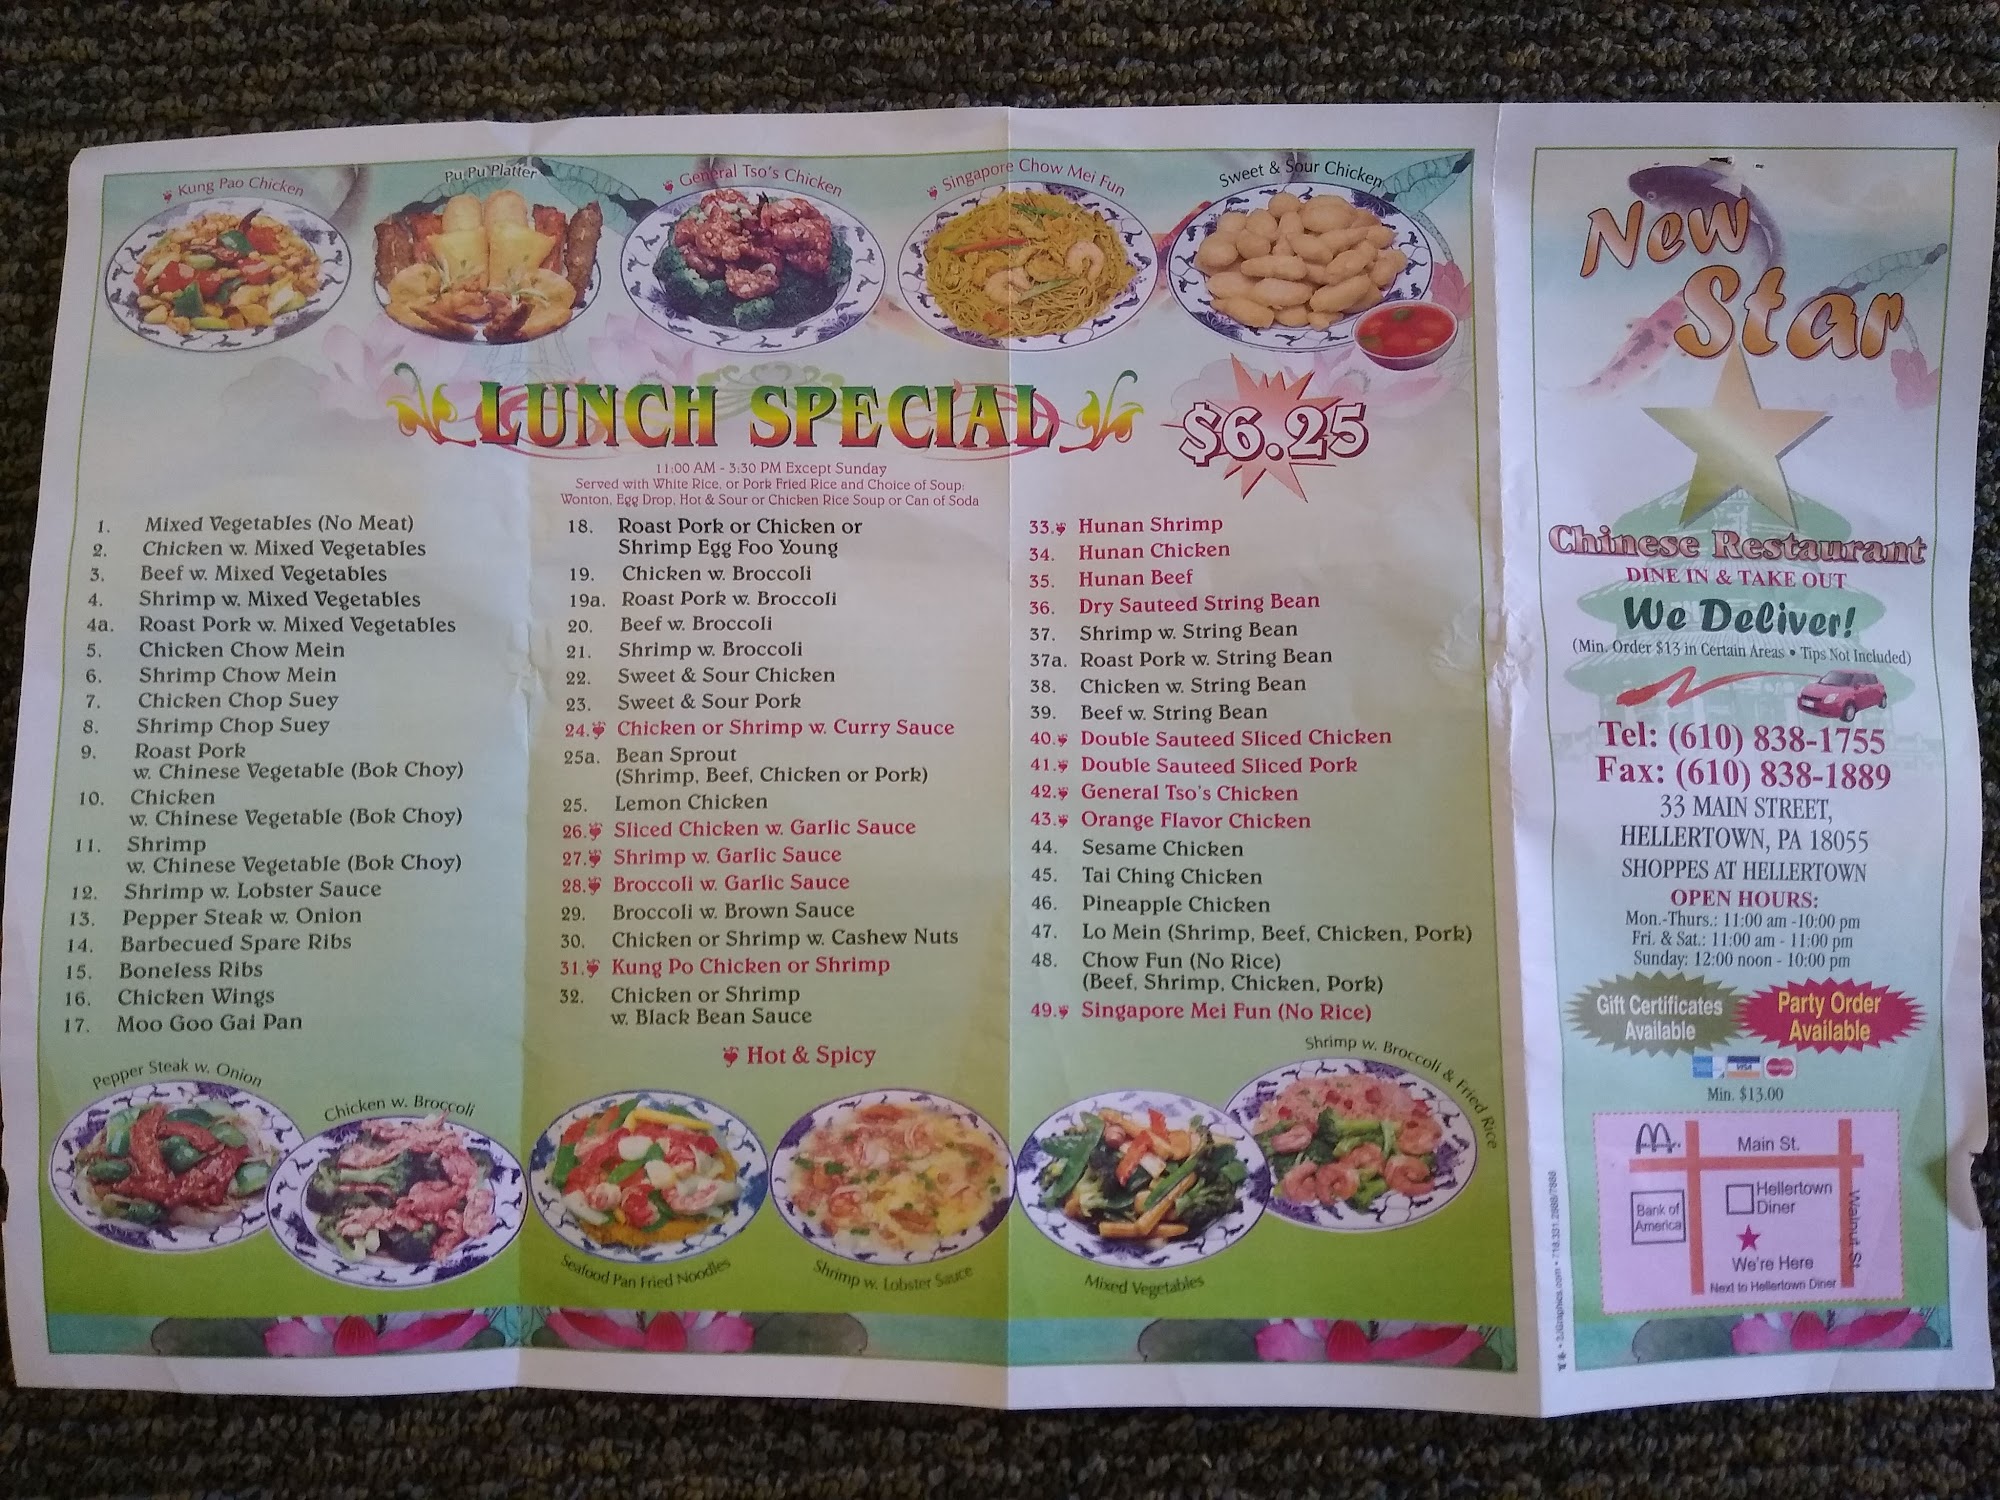 Kung Pao Chicken
Pu Pu Platter
General Tso's Chicken
Singapore Chow Mei Fun
Sweet & Sour Chicken
LUNCH SPECIAL
$6.25
11:00 AM - 3:30 PM Except Sunday
Served with White Rice, or Pork Fried Rice and Choice of Soup:
Wonton, Egg Drop, Hot & Sour or Chicken Rice Soup or Can of Soda
1. Mixed Vegetables (No Meat)
2. Chicken w. Mixed Vegetables
3. Beef w. Mixed Vegetables
4. Shrimp w. Mixed Vegetables
4a. Roast Pork w. Mixed Vegetables
5. Chicken Chow Mein
6. Shrimp Chow Mein
7. Chicken Chop Suey
8. Shrimp Chop Suey
9. Roast Pork
w. Chinese Vegetable (Bok Choy)
10. Chicken
w. Chinese Vegetable (Bok Choy)
11. Shrimp
w. Chinese Vegetable (Bok Choy)
12. Shrimp w. Lobster Sauce
13. Pepper Steak w. Onion
14. Barbecued Spare Ribs
15. Boneless Ribs
16. Chicken Wings
17. Moo Goo Gai Pan
18. Roast Pork or Chicken or
Shrimp Egg Foo Young
19. Chicken w. Broccoli
19a. Roast Pork w. Broccoli
20. Beef w. Broccoli
21. Shrimp w. Broccoli
22. Sweet & Sour Chicken
23. Sweet & Sour Pork
24. Chicken or Shrimp w. Curry Sauce
25a. Bean Sprout
(Shrimp, Beef, Chicken or Pork)
25. Lemon Chicken
26. Sliced Chicken w. Garlic Sauce
27. Shrimp w. Garlic Sauce
28. Broccoli w. Garlic Sauce
29. Broccoli w. Brown Sauce
30. Chicken or Shrimp w. Cashew Nuts
31. Kung Po Chicken or Shrimp
32. Chicken or Shrimp
w. Black Bean Sauce
Hot & Spicy
33. Hunan Shrimp
34. Hunan Chicken
35. Hunan Beef
36. Dry Sauteed String Bean
37. Shrimp w. String Bean
37a. Roast Pork w. String Bean
38. Chicken w. String Bean
39. Beef w. String Bean
40. Double Sauteed Sliced Chicken
41. Double Sauteed Sliced Pork
42. General Tso's Chicken
43. Orange Flavor Chicken
44. Sesame Chicken
45. Tai Ching Chicken
46. Pineapple Chicken
47. Lo Mein (Shrimp, Beef, Chicken, Pork)
48. Chow Fun (No Rice)
(Beef, Shrimp, Chicken, Pork)
49. Singapore Mei Fun (No Rice)
Pepper Steak w. Onion
Chicken w. Broccoli
Seafood Pan Fried Noodles
Shrimp w. Lobster Sauce
Mixed Vegetables
Shrimp w. Broccoli & Fried Rice
New
Star
Chinese Restaurant
DINE IN & TAKE OUT
We Deliver!
(Min. Order $13 in Certain Areas • Tips Not Included)
Tel: (610) 838-1755
Fax: (610) 838-1889
33 MAIN STREET,
HELLERTOWN, PA 18055
SHOPPES AT HELLERTOWN
OPEN HOURS:
Mon.-Thurs.: 11:00 am -10:00 pm
Fri. & Sat.: 11:00 am - 11:00 pm
Sunday: 12:00 noon - 10:00 pm
Gift Certificates
Available
Party Order
Available
VISA
Min. $13.00
Main St.
Bank of
America
Hellertown
Diner
Walnut St
We're Here
Next to Hellertown Diner